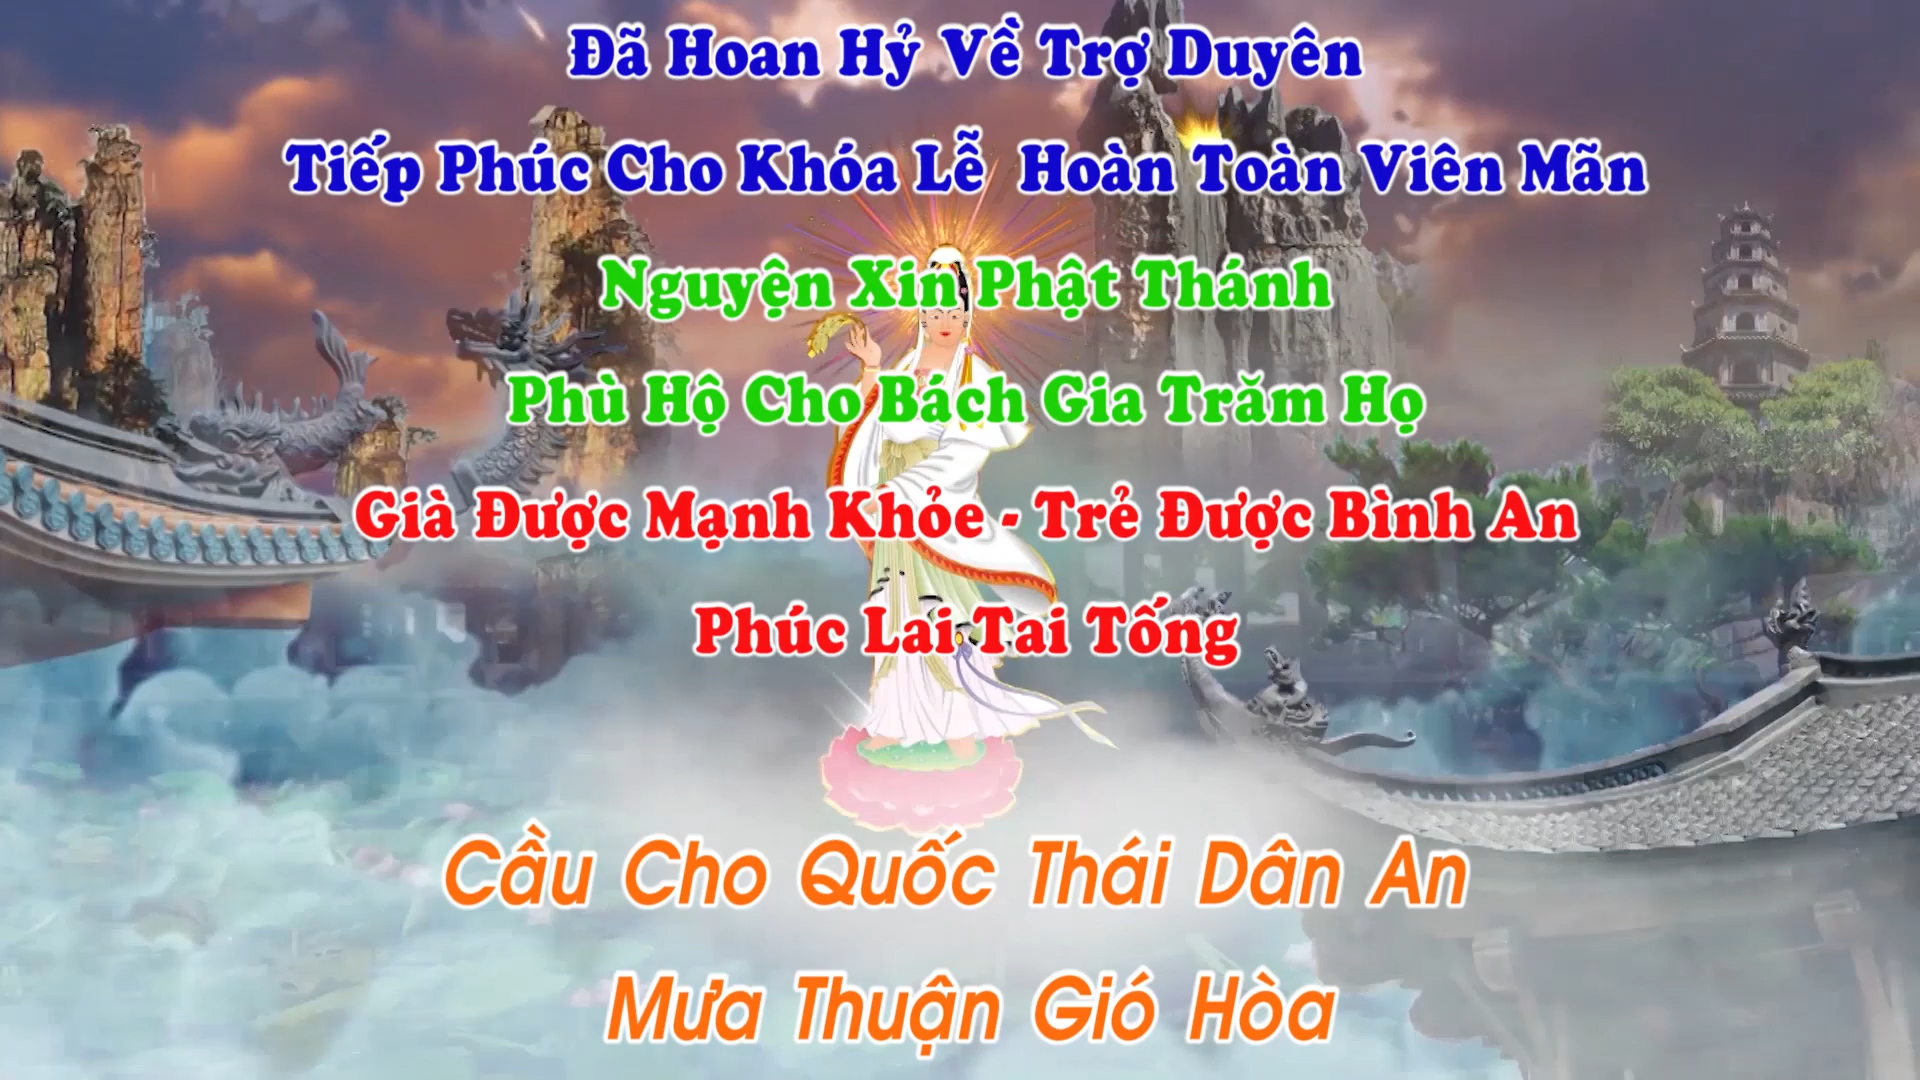 Đã Hoan Hỷ Về Trợ Duyên
Tiếp Phúc Cho Khóa Lễ Hoàn Toàn Viên Mãn
Nguyện Xin Phật Thánh
Phù Hộ Cho Bách Gia Trăm Họ
Già Được Mạnh Khỏe - Trẻ Được Bình An
Phúc Lai Tai Tống
Cầu Cho Quốc Thái Dân An
Mưa Thuận Gió Hòa